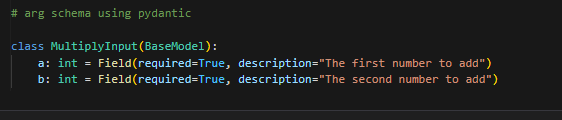 # arg schema using pydantic
class MultiplyInput(BaseModel):
    a: int = Field(required=True, description="The first number to add")
    b: int = Field(required=True, description="The second number to add")